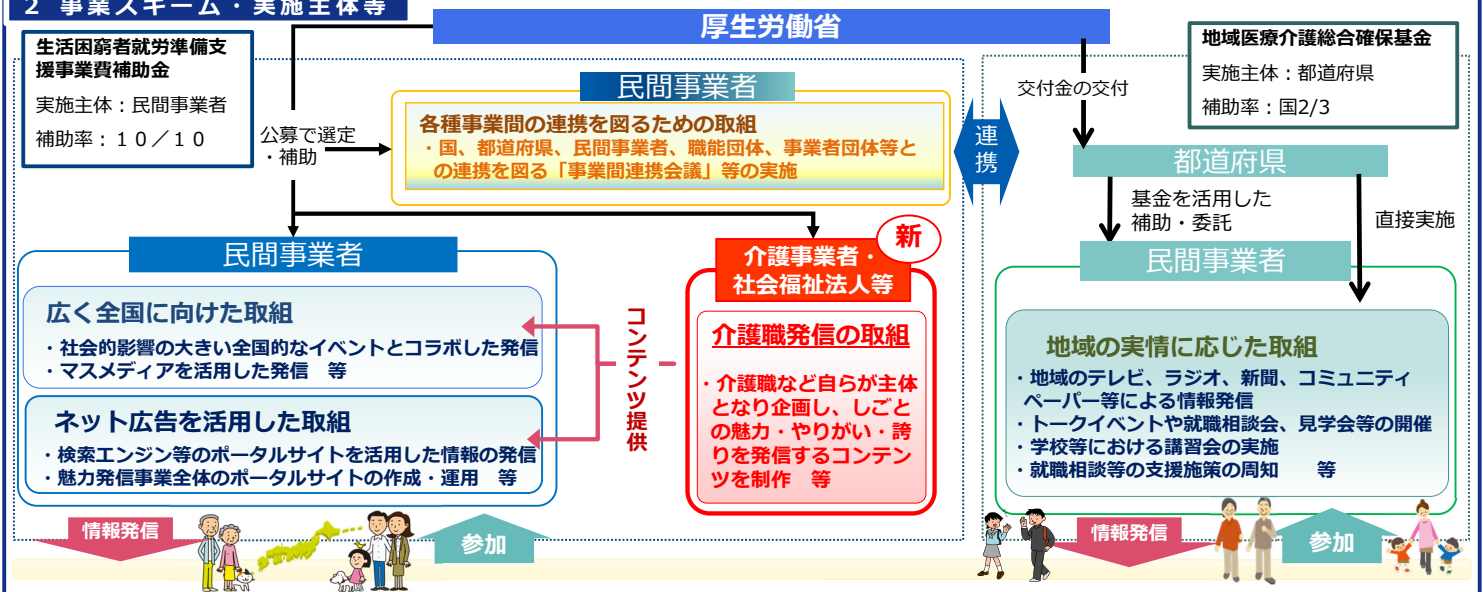 2 事業スキーム・実施主体等
厚生労働省
生活困窮者就労準備支
援事業費補助金
実施主体：民間事業者
補助率：１０／１０
公募で選定
・補助
民間事業者
各種事業間の連携を図るための取組
・国、都道府県、民間事業者、職能団体、事業者団体等と
の連携を図る「事業間連携会議」等の実施
連
携
地域医療介護総合確保基金
実施主体：都道府県
補助率：国2/3
交付金の交付
都道府県
基金を活用した
補助・委託
直接実施
民間事業者
広く全国に向けた取組
・社会的影響の大きい全国的なイベントとコラボした発信
・マスメディアを活用した発信　等
ネット広告を活用した取組
・検索エンジン等のポータルサイトを活用した情報の発信
・魅力発信事業全体のポータルサイトの作成・運用　等
コンテンツ提供
新
介護事業者・
社会福祉法人等
介護職発信の取組
・介護職など自らが主体
となり企画し、しごと
の魅力・やりがい・誇
りを発信するコンテン
ツを制作　等
民間事業者
地域の実情に応じた取組
・地域のテレビ、ラジオ、新聞、コミュニティ
ペーパー等による情報発信
・トークイベントや就職相談会、見学会等の開催
・学校等における講習会の実施
・就職相談等の支援施策の周知　　等
情報発信
参加
情報発信
参加